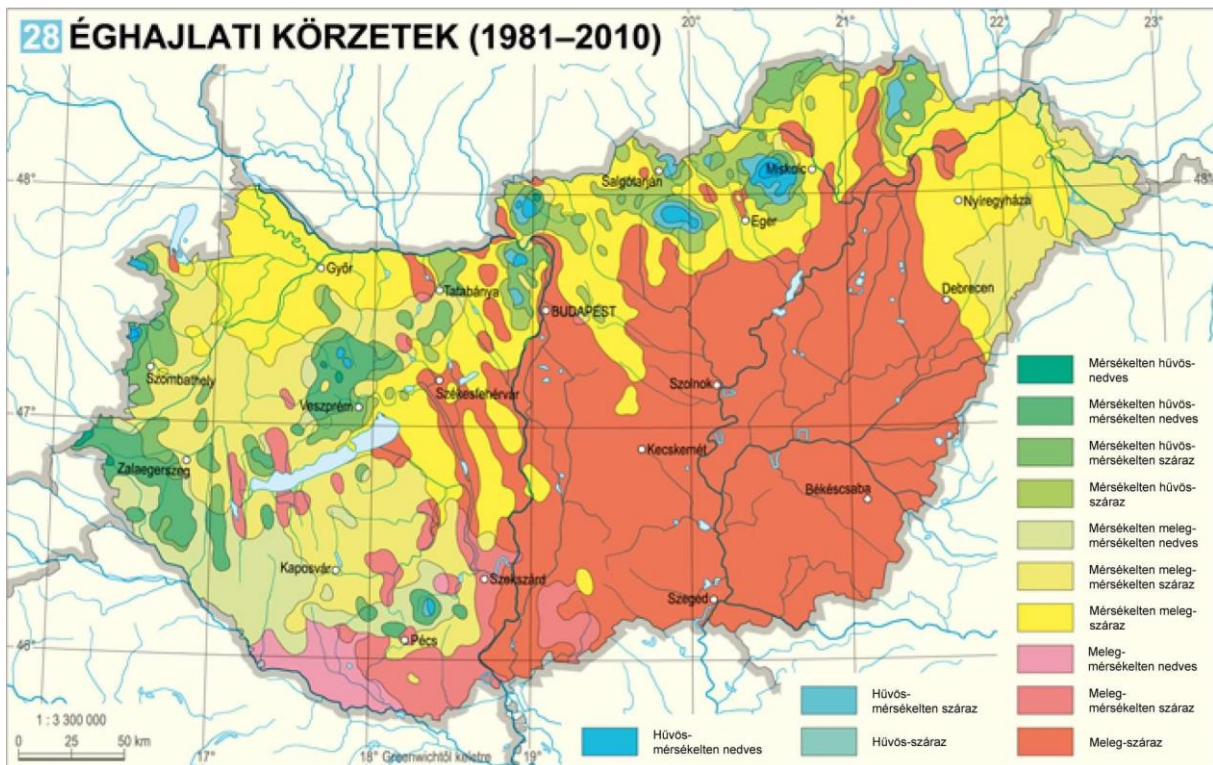 28 ÉGHAJLATI KÖRZETEK (1981–2010)
20°
21°
22°
23°
48°
48°
Salgótarján
Miskolc
Eger
Nyíregyháza
Győr
Tatabánya
BUDAPEST
Debrecen
Szombathely
Veszprém
Székesfehérvár
Szolnok
47°
Zalaegerszeg
Kecskemét
Békéscsaba
Kaposvár
Szekszárd
Szeged
46°
Pécs
Mérsékelten hűvös-
nedves
Mérsékelten hűvös-
mérsékelten nedves
Mérsékelten hűvös-
mérsékelten száraz
Mérsékelten hűvös-
száraz
Mérsékelten meleg-
mérsékelten nedves
Mérsékelten meleg-
mérsékelten száraz
Mérsékelten meleg-
száraz
Meleg-
mérsékelten nedves
Meleg-
mérsékelten száraz
Meleg-száraz
Hűvös-
mérsékelten száraz
Hűvös-száraz
Hűvös-
mérsékelten nedves
1 : 3 300 000
0 25 50 km
17°
18° Greenwichtől keletre
19°